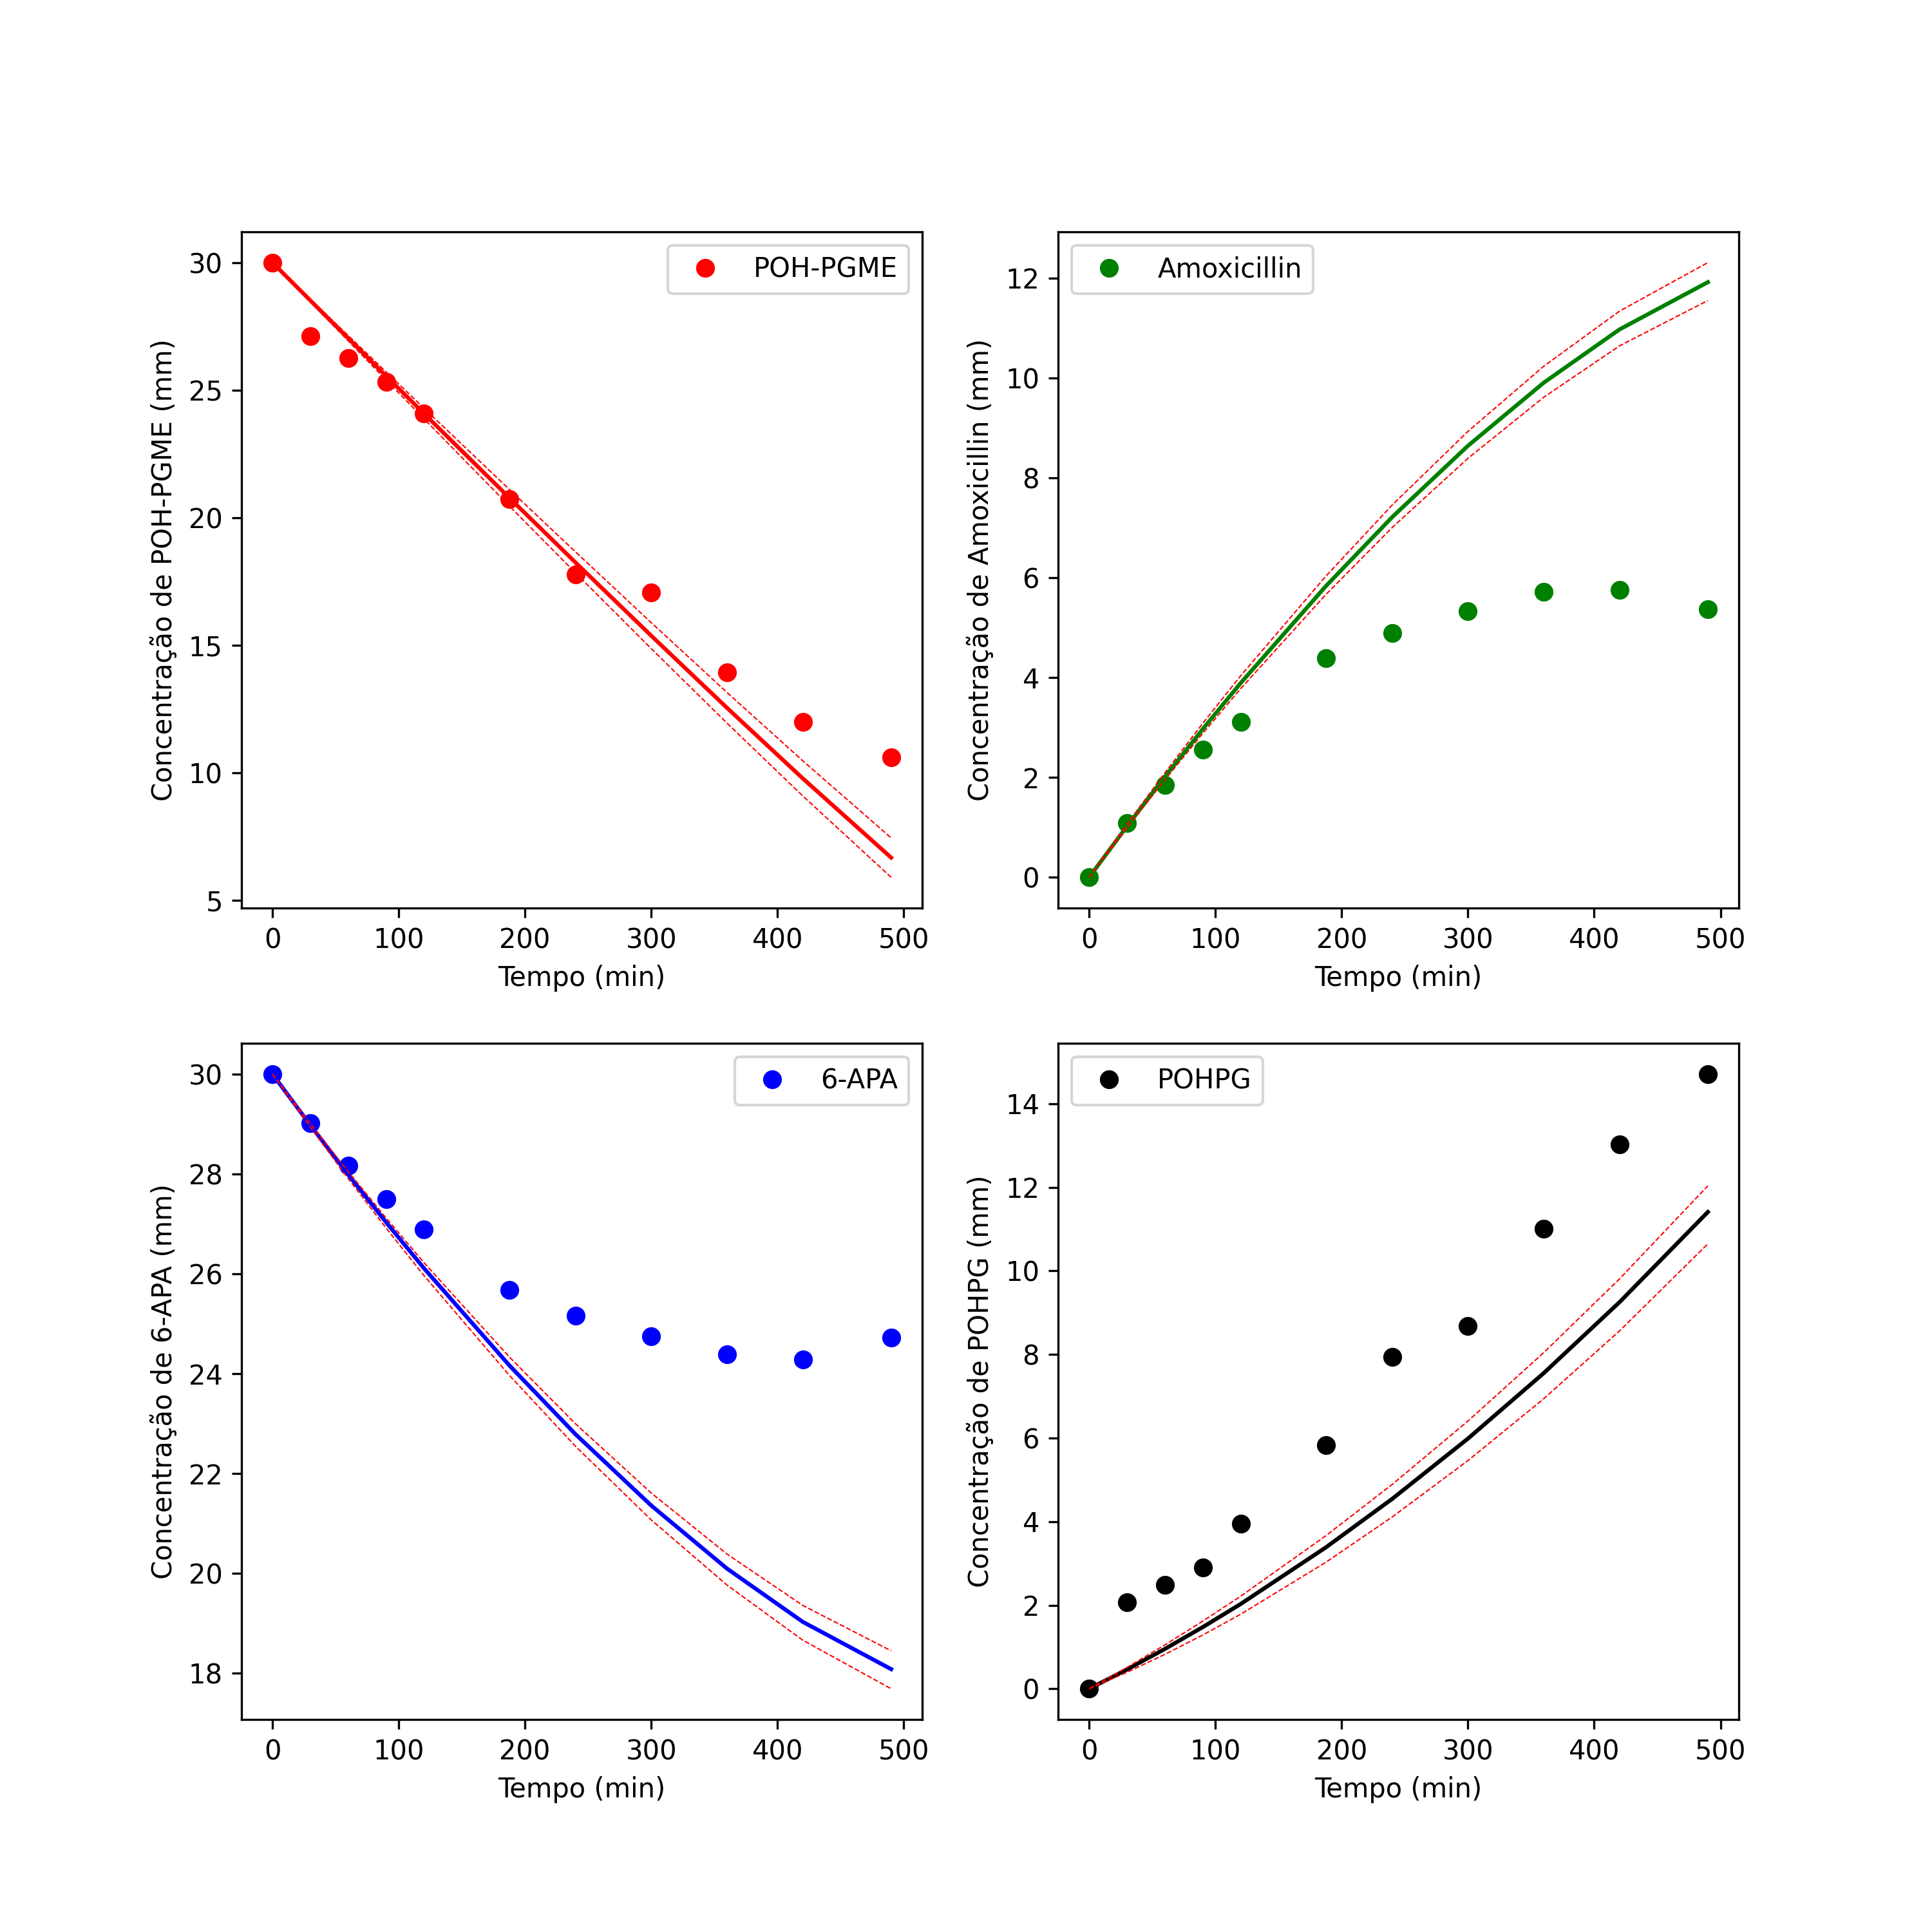 POH-PGME
30
25
20
15
10
5
Concentração de POH-PGME (mm)
0 100 200 300 400 500
Tempo (min)
Amoxicillin
12
10
8
6
4
2
0
Concentração de Amoxicillin (mm)
0 100 200 300 400 500
Tempo (min)
6-APA
30
28
26
24
22
20
18
Concentração de 6-APA (mm)
0 100 200 300 400 500
Tempo (min)
POHPG
14
12
10
8
6
4
2
0
Concentração de POHPG (mm)
0 100 200 300 400 500
Tempo (min)